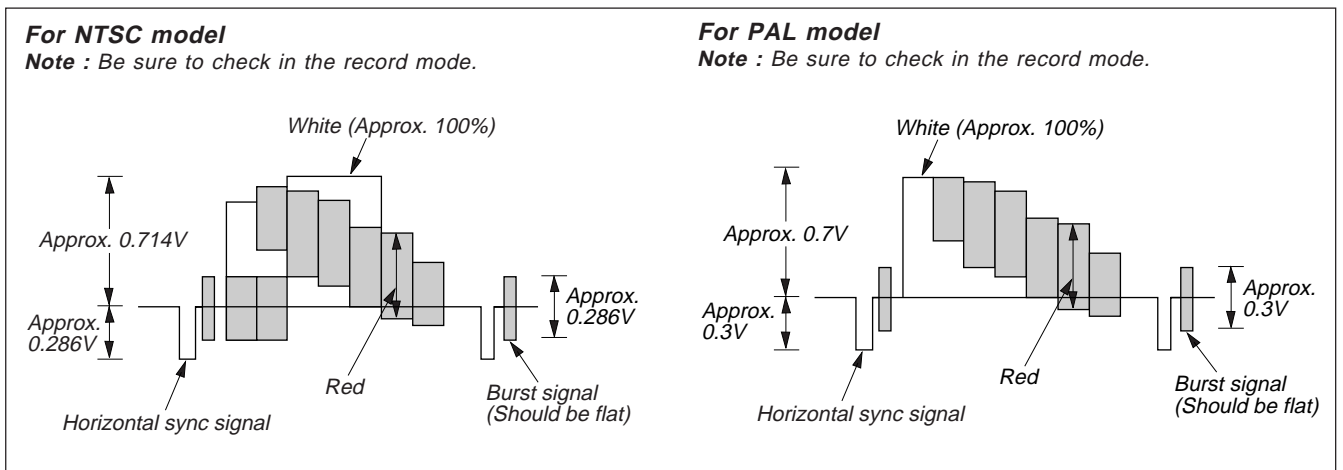 For NTSC model
Note : Be sure to check in the record mode.
White (Approx. 100%)
Approx. 0.714V
Approx.
0.286V
Approx.
0.286V
Red
Burst signal
(Should be flat)
Horizontal sync signal
For PAL model
Note : Be sure to check in the record mode.
White (Approx. 100%)
Approx. 0.7V
Approx.
0.3V
Approx.
0.3V
Red
Burst signal
(Should be flat)
Horizontal sync signal